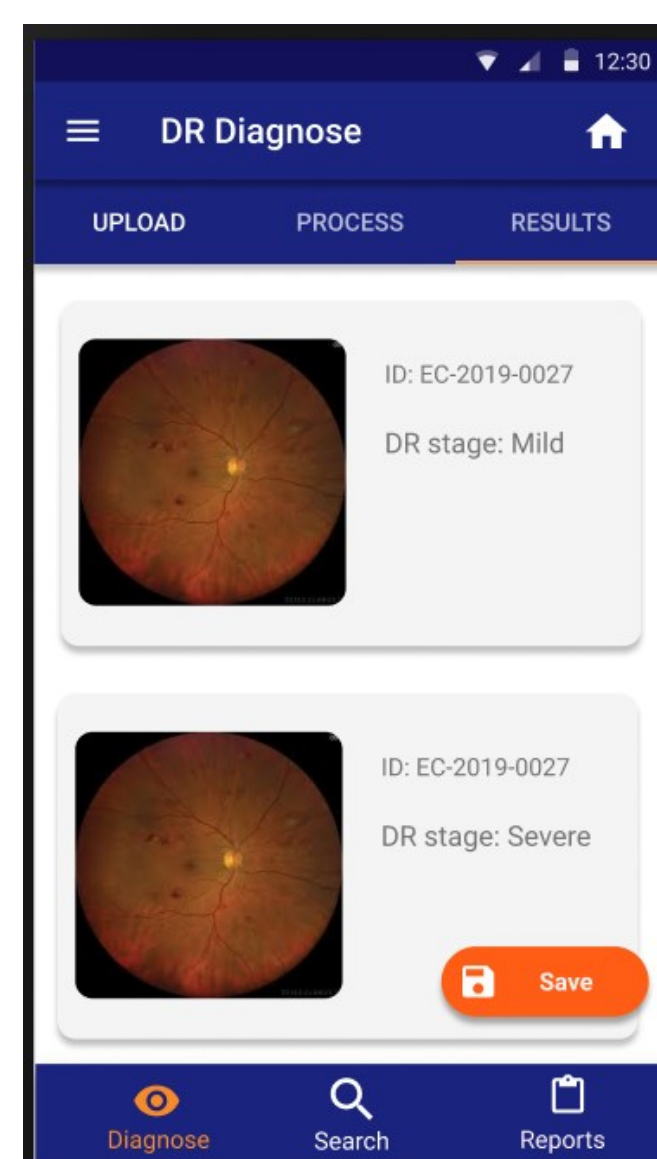 12:30
DR Diagnose
UPLOAD PROCESS RESULTS
ID: EC-2019-0027
DR stage: Mild
ID: EC-2019-0027
DR stage: Severe
Save
Diagnose Search Reports